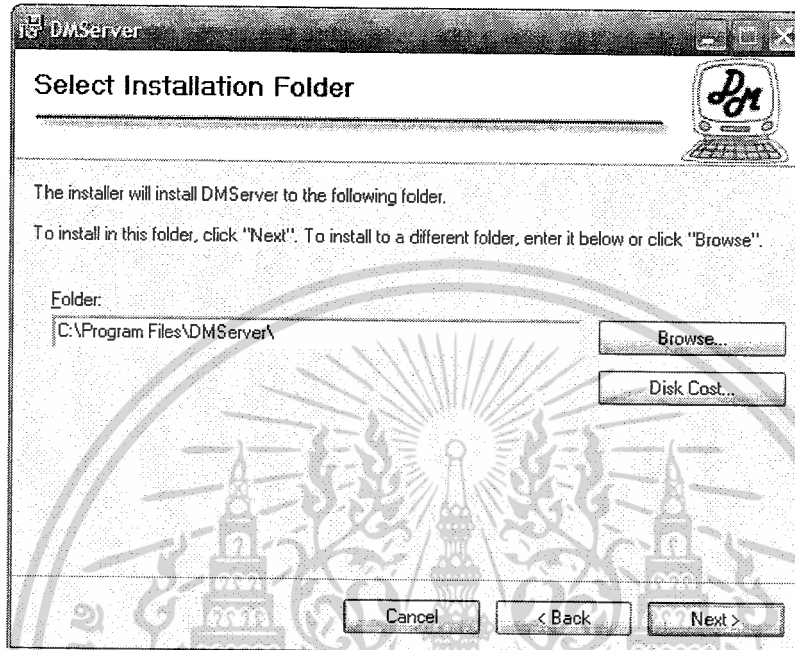 DMServer
Select Installation Folder
DM
The installer will install DMServer to the following folder.
To install in this folder, click "Next". To install to a different folder, enter it below or click "Browse".
Folder:
C:\Program Files\DMServer\
Browse...
Disk Cost...
Cancel
< Back
Next >